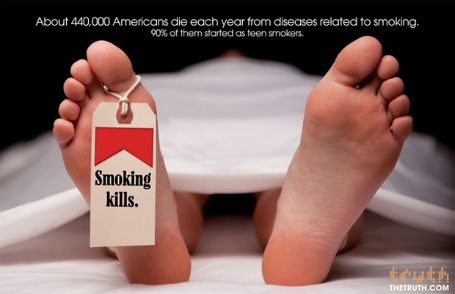 About 440,000 Americans die each year from diseases related to smoking.
90% of them started as teen smokers.
Smoking
kills.
truth
THETRUTH.COM